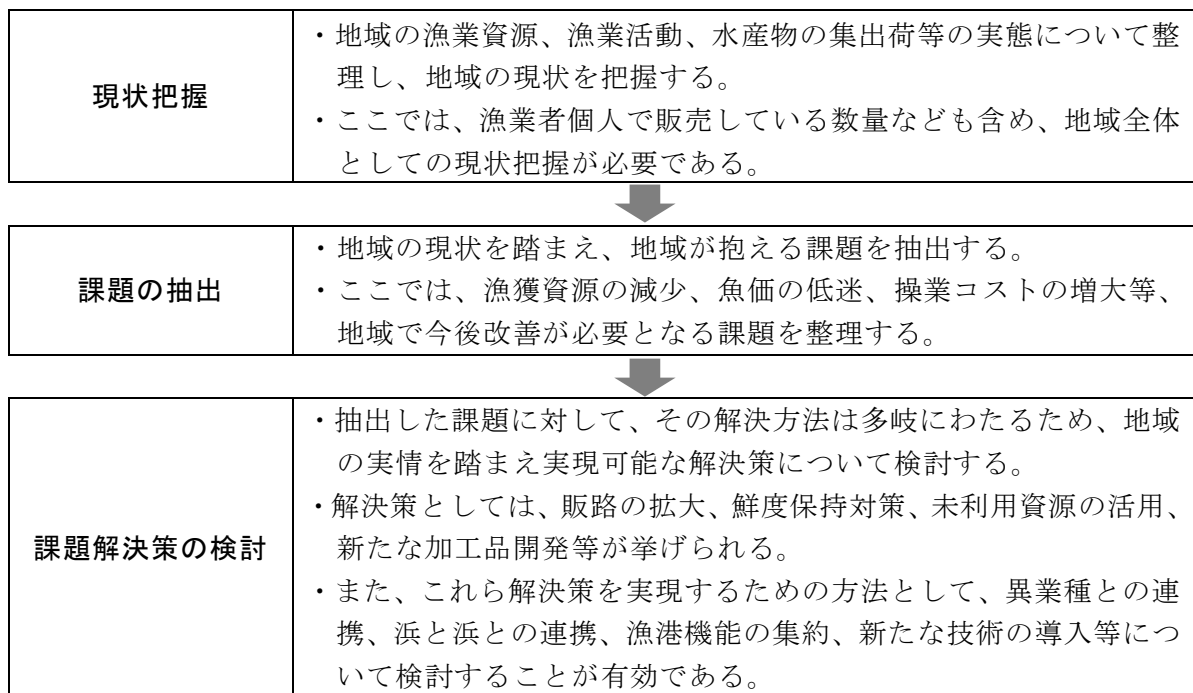 現状把握
・地域の漁業資源、漁業活動、水産物の集出荷等の実態について整
理し、地域の現状を把握する。
・ここでは、漁業者個人で販売している数量なども含め、地域全体
としての現状把握が必要である。
課題の抽出
・地域の現状を踏まえ、地域が抱える課題を抽出する。
・ここでは、漁獲資源の減少、魚価の低迷、操業コストの増大等、
地域で今後改善が必要となる課題を整理する。
課題解決策の検討
・抽出した課題に対して、その解決方法は多岐にわたるため、地域
の実情を踏まえ実現可能な解決策について検討する。
・解決策としては、販路の拡大、鮮度保持対策、未利用資源の活用、
新たな加工品開発等が挙げられる。
・また、これら解決策を実現するための方法として、異業種との連
携、浜と浜との連携、漁港機能の集約、新たな技術の導入等につ
いて検討することが有効である。